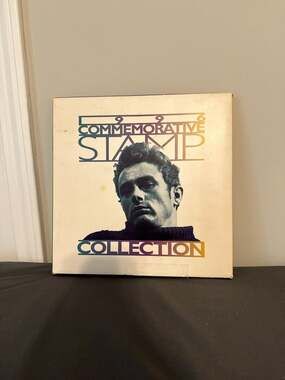 1996
COMMEMORATIVE
STAMP
COLLECTION